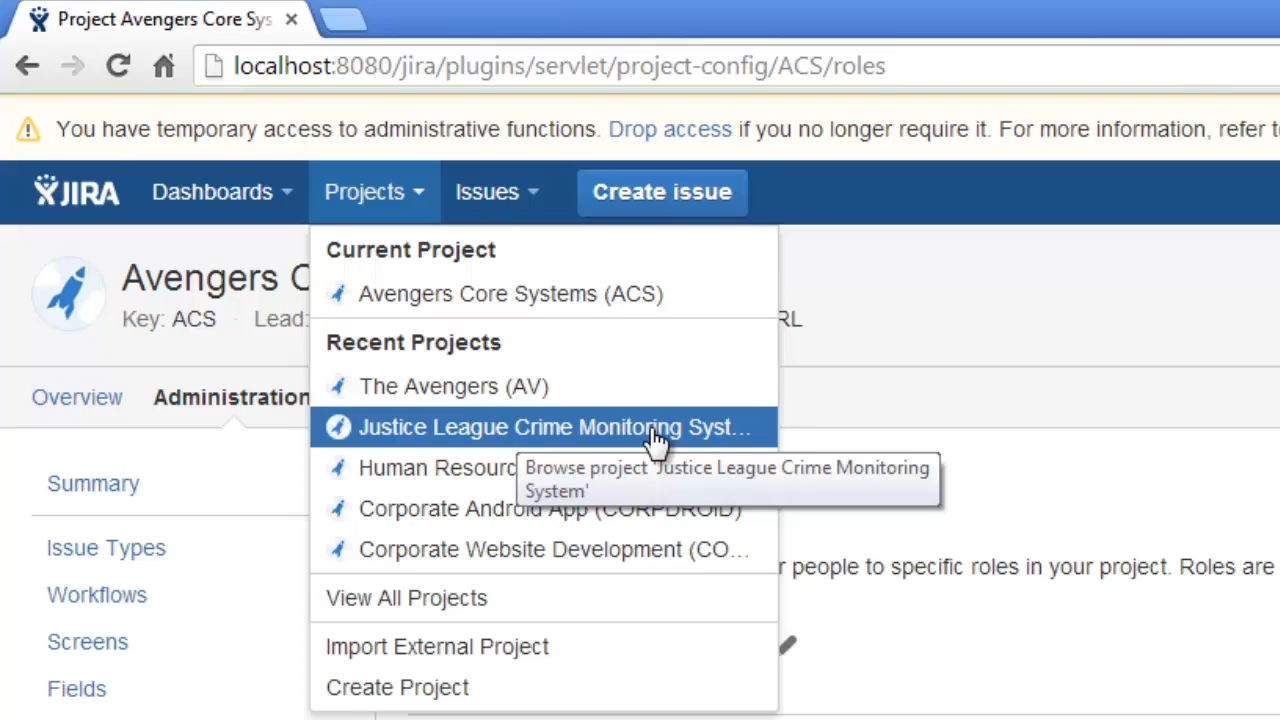 Project Avengers Core Sys
localhost:8080/jira/plugins/servlet/project-config/ACS/roles
You have temporary access to administrative functions. Drop access if you no longer require it. For more information, refer
JIRA Dashboards Projects Issues Create issue
Avengers
Key: ACS Lead: RL
Current Project
Avengers Core Systems (ACS)
Recent Projects
The Avengers (AV)
Overview Administration
Justice League Crime Monitoring Syst...
Browse project 'Justice League Crime Monitoring
System'
Human Resourc
Corporate Android App (CORPDROID)
Corporate Website Development (CO...
View All Projects
Import External Project
Create Project
Summary
Issue Types
Workflows
Screens
Fields
r people to specific roles in your project. Roles are